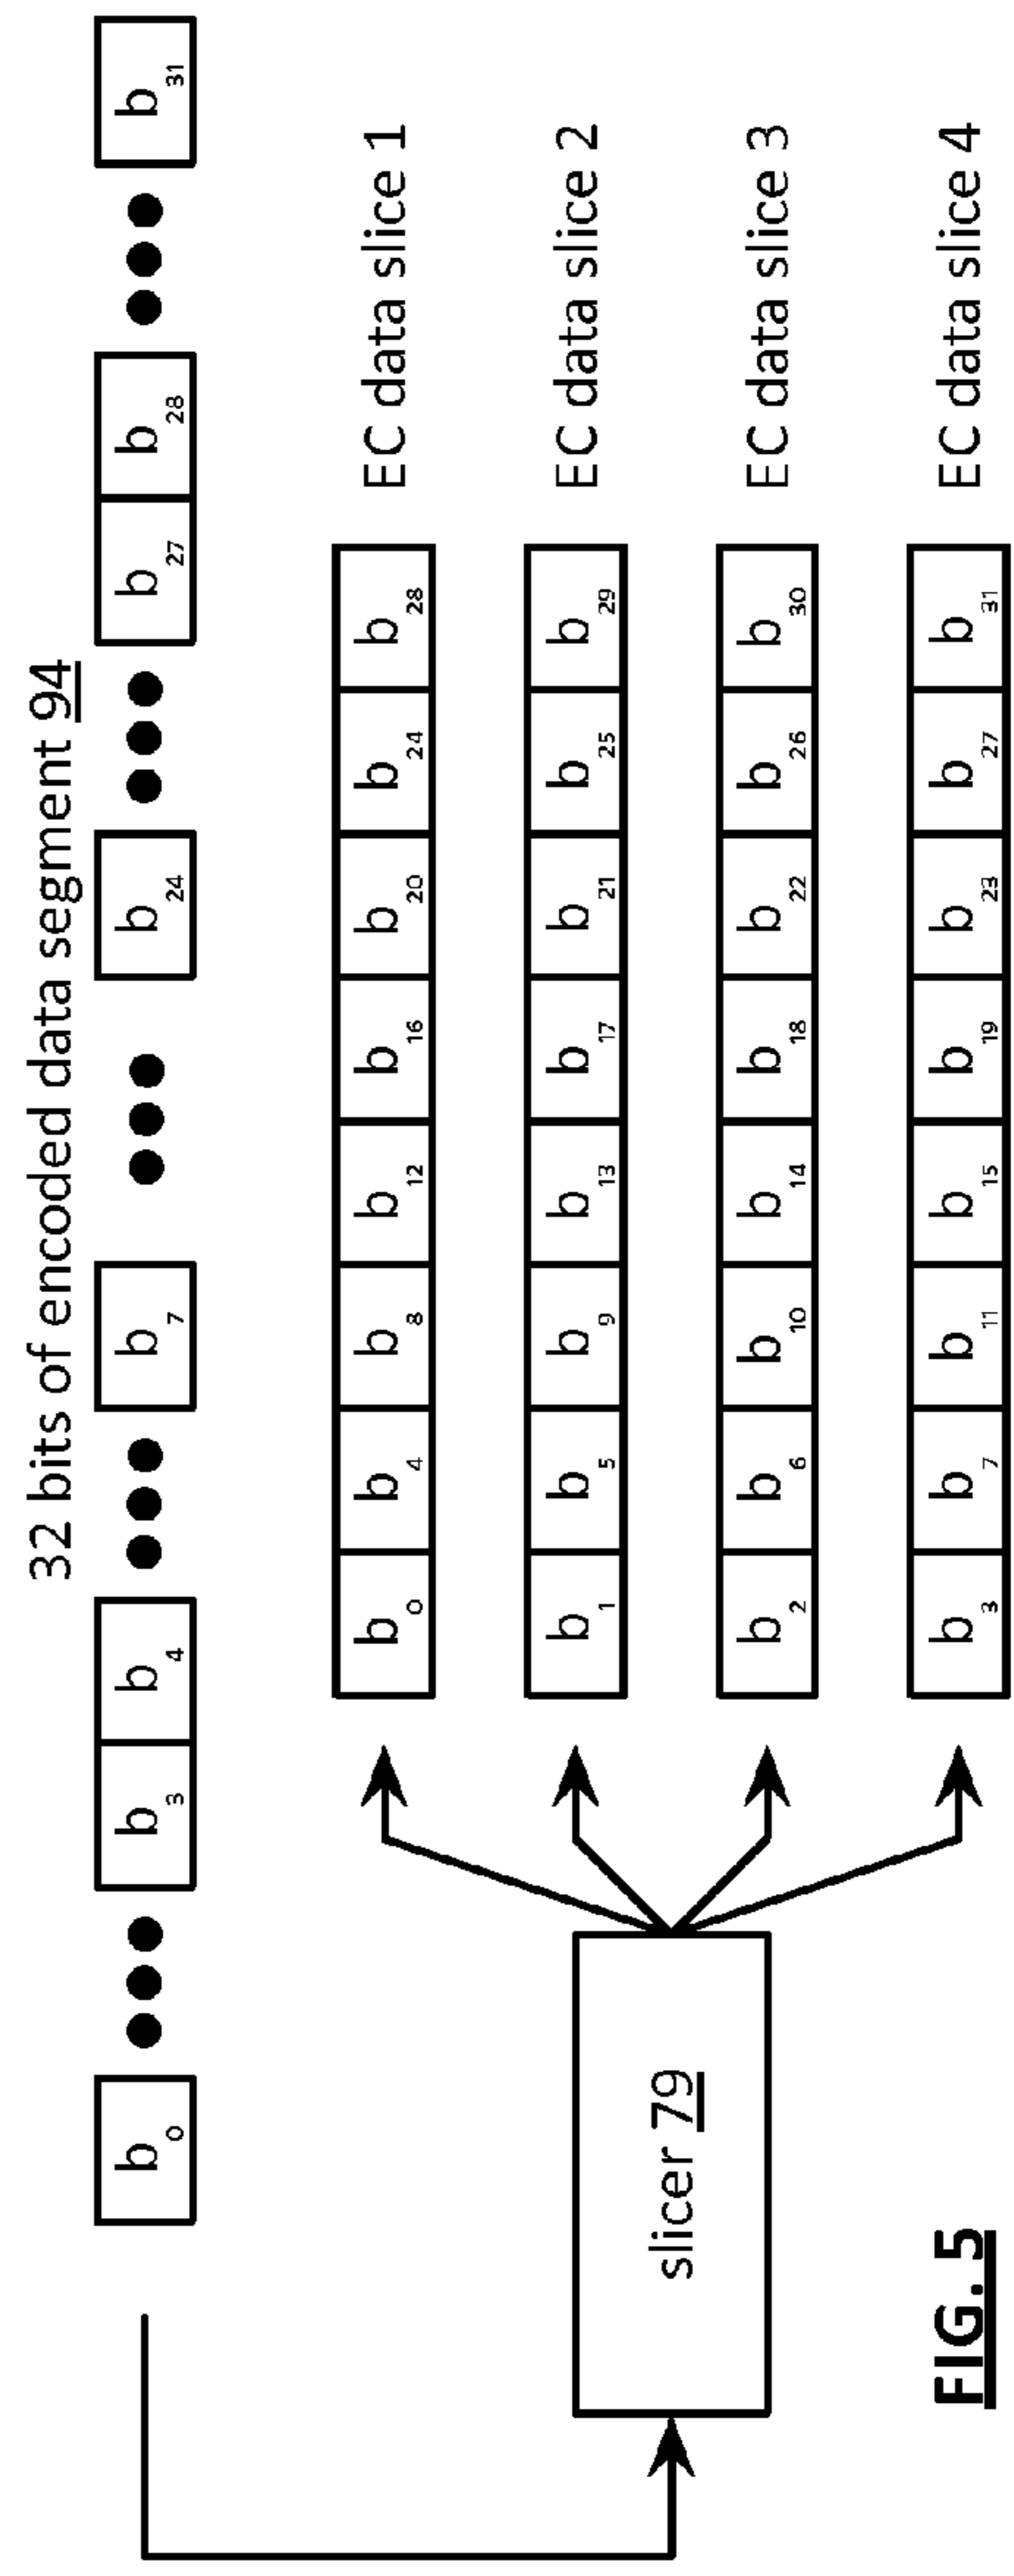 32 bits of encoded data segment 94
b0 ●●● b3 b4 ●●● b7 ●●● b24 ●●● b27 b28 ●●● b31
b0 b4 b8 b12 b16 b20 b24 b28 EC data slice 1
b1 b5 b9 b13 b17 b21 b25 b29 EC data slice 2
slicer 79
b2 b6 b10 b14 b18 b22 b26 b30 EC data slice 3
b3 b7 b11 b15 b19 b23 b27 b31 EC data slice 4
FIG. 5